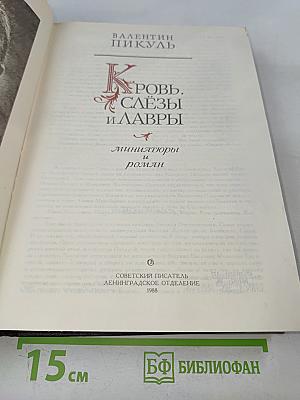 ВАЛЕНТИН
ПИКУЛЬ
КРОВЬ,
СЛЁЗЫ
И ЛАВРЫ
миниатюры
и
роман
СОВЕТСКИЙ ПИСАТЕЛЬ
ЛЕНИНГРАДСКОЕ ОТДЕЛЕНИЕ
1988
15 см
БФ БИБЛИОФАН